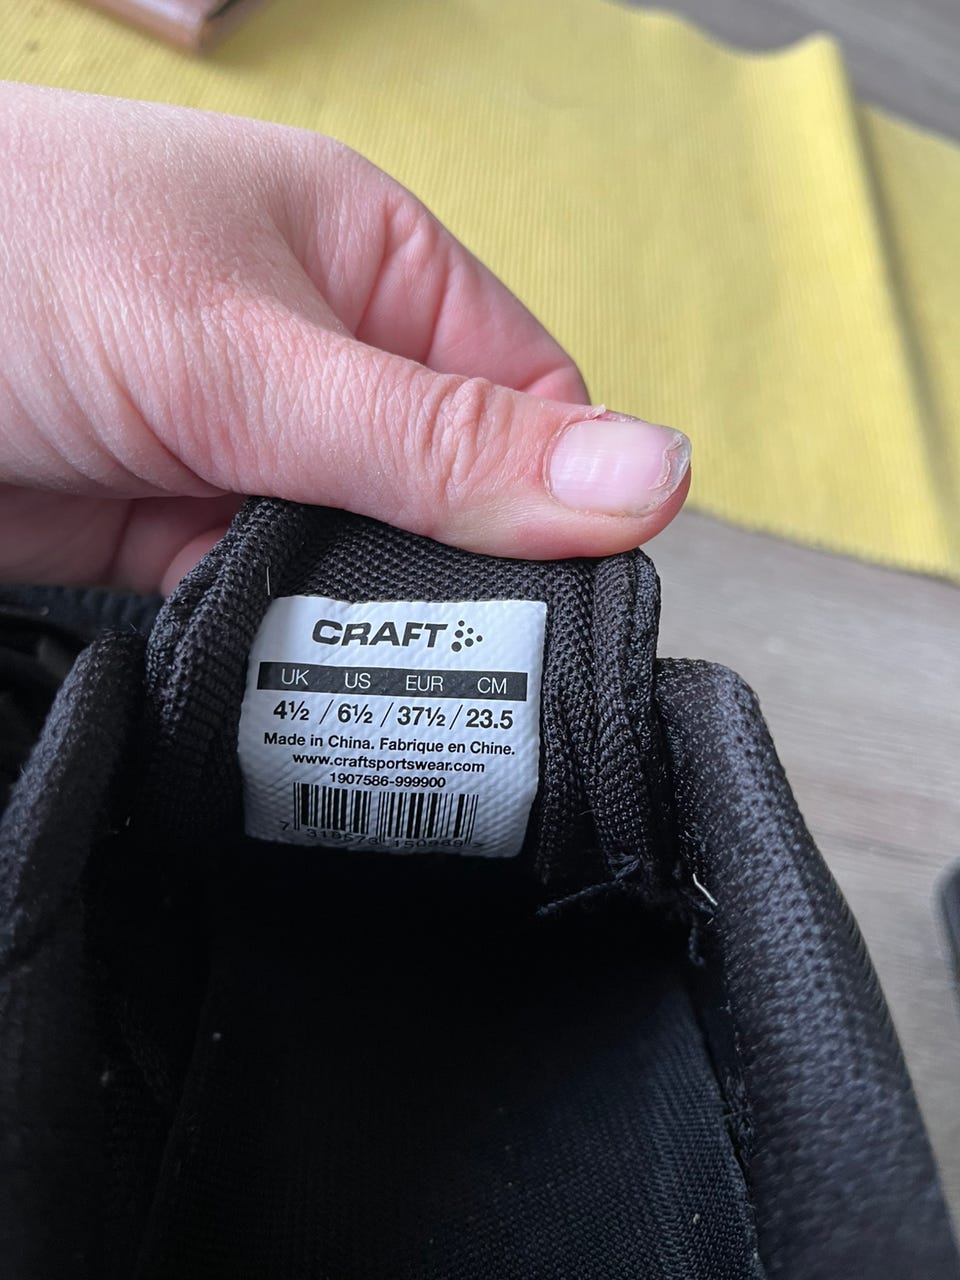 CRAFT
UK US EUR CM
4½ / 6½ / 37½ / 23.5
Made in China. Fabrique en Chine.
www.craftsportswear.com
1907586-999900